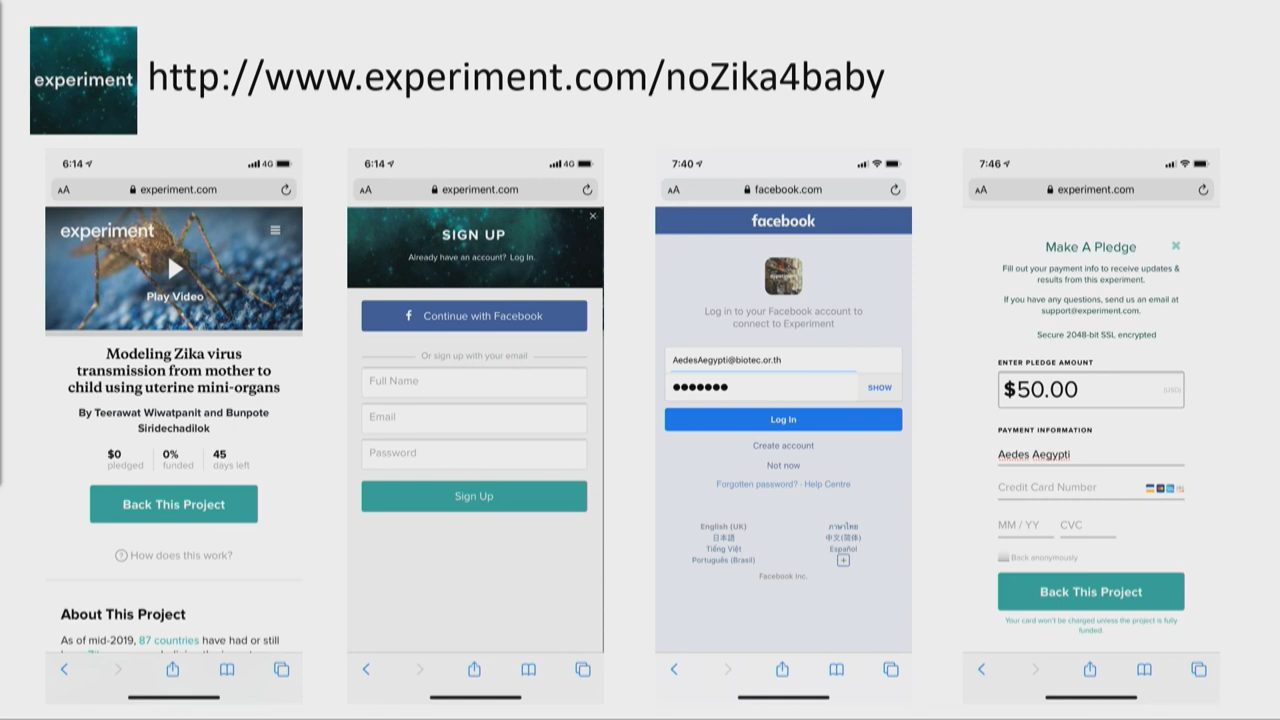 experiment
http://www.experiment.com/noZika4baby
6:14
4G
AA
experiment.com
experiment
Play Video
Modeling Zika virus
transmission from mother to
child using uterine mini-organs
By Teerawat Wiwatpanit and Bunpote
Siridechadilok
$0 0% 45
pledged funded days left
Back This Project
? How does this work?
About This Project
As of mid-2019, 87 countries have had or still
6:14
4G
AA
experiment.com
SIGN UP
Already have an account? Log In.
f Continue with Facebook
Or sign up with your email
Full Name
Email
Password
Sign Up
7:40
AA
facebook.com
facebook
experiment
Log in to your Facebook account to
connect to Experiment
AedesAegypti@biotec.or.th
●●●●●●● SHOW
Log In
Create account
Not now
Forgotten password? · Help Centre
English (UK) ภาษาไทย
日本語 中文(简体)
Tiếng Việt Español
Português (Brasil) +
Facebook Inc.
7:46
AA
experiment.com
Make A Pledge
Fill out your payment info to receive updates &
results from this experiment.
If you have any questions, send us an email at
support@experiment.com.
Secure 2048-bit SSL encrypted
ENTER PLEDGE AMOUNT
$50.00 (USD)
PAYMENT INFORMATION
Aedes Aegypti
Credit Card Number
MM / YY CVC
Back anonymously
Back This Project
Your card won't be charged unless the project is fully
funded.